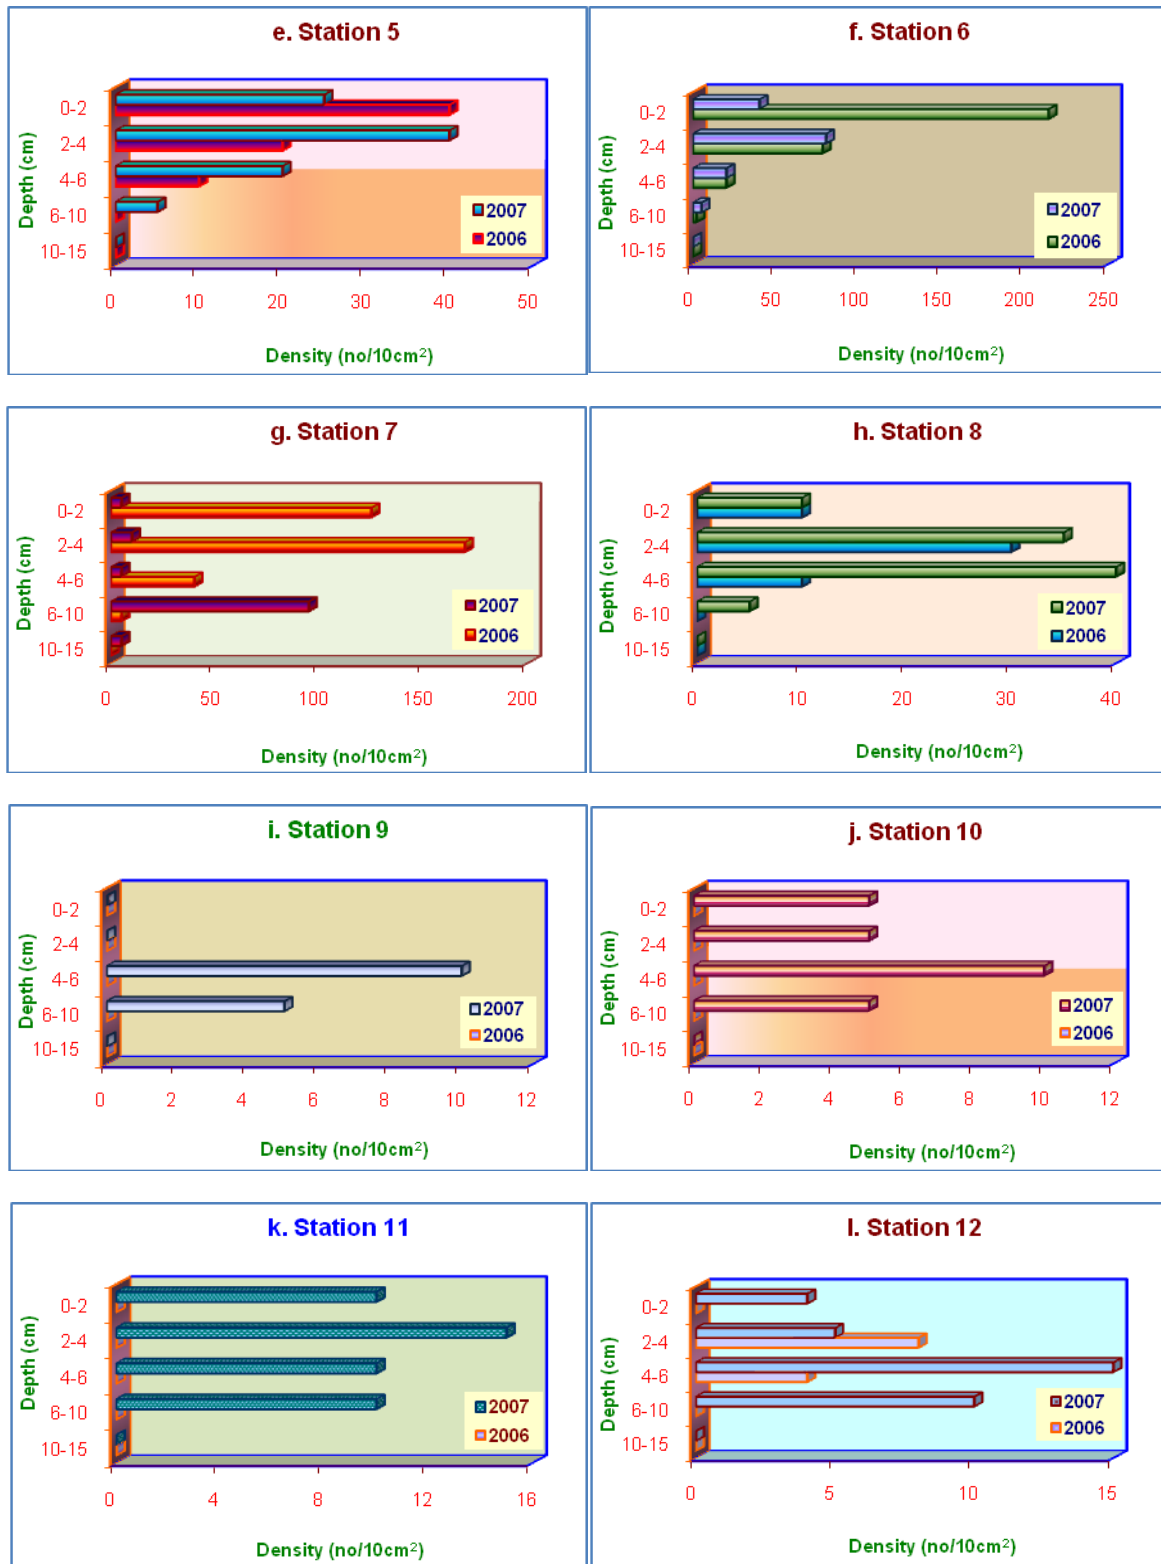 e. Station 5
Depth (cm)
0-2
2-4
4-6
6-10
10-15
2007
2006
0 10 20 30 40 50
Density (no/10cm²)
f. Station 6
Depth (cm)
0-2
2-4
4-6
6-10
10-15
2007
2006
0 50 100 150 200 250
Density (no/10cm²)
g. Station 7
Depth (cm)
0-2
2-4
4-6
6-10
10-15
2007
2006
0 50 100 150 200
Density (no/10cm²)
h. Station 8
Depth (cm)
0-2
2-4
4-6
6-10
10-15
2007
2006
0 10 20 30 40
Density (no/10cm²)
i. Station 9
Depth (cm)
0-2
2-4
4-6
6-10
10-15
2007
2006
0 2 4 6 8 10 12
Density (no/10cm²)
j. Station 10
Depth (cm)
0-2
2-4
4-6
6-10
10-15
2007
2006
0 2 4 6 8 10 12
Density (no/10cm²)
k. Station 11
Depth (cm)
0-2
2-4
4-6
6-10
10-15
2007
2006
0 4 8 12 16
Density (no/10cm²)
l. Station 12
Depth (cm)
0-2
2-4
4-6
6-10
10-15
2007
2006
0 5 10 15
Density (no/10cm²)